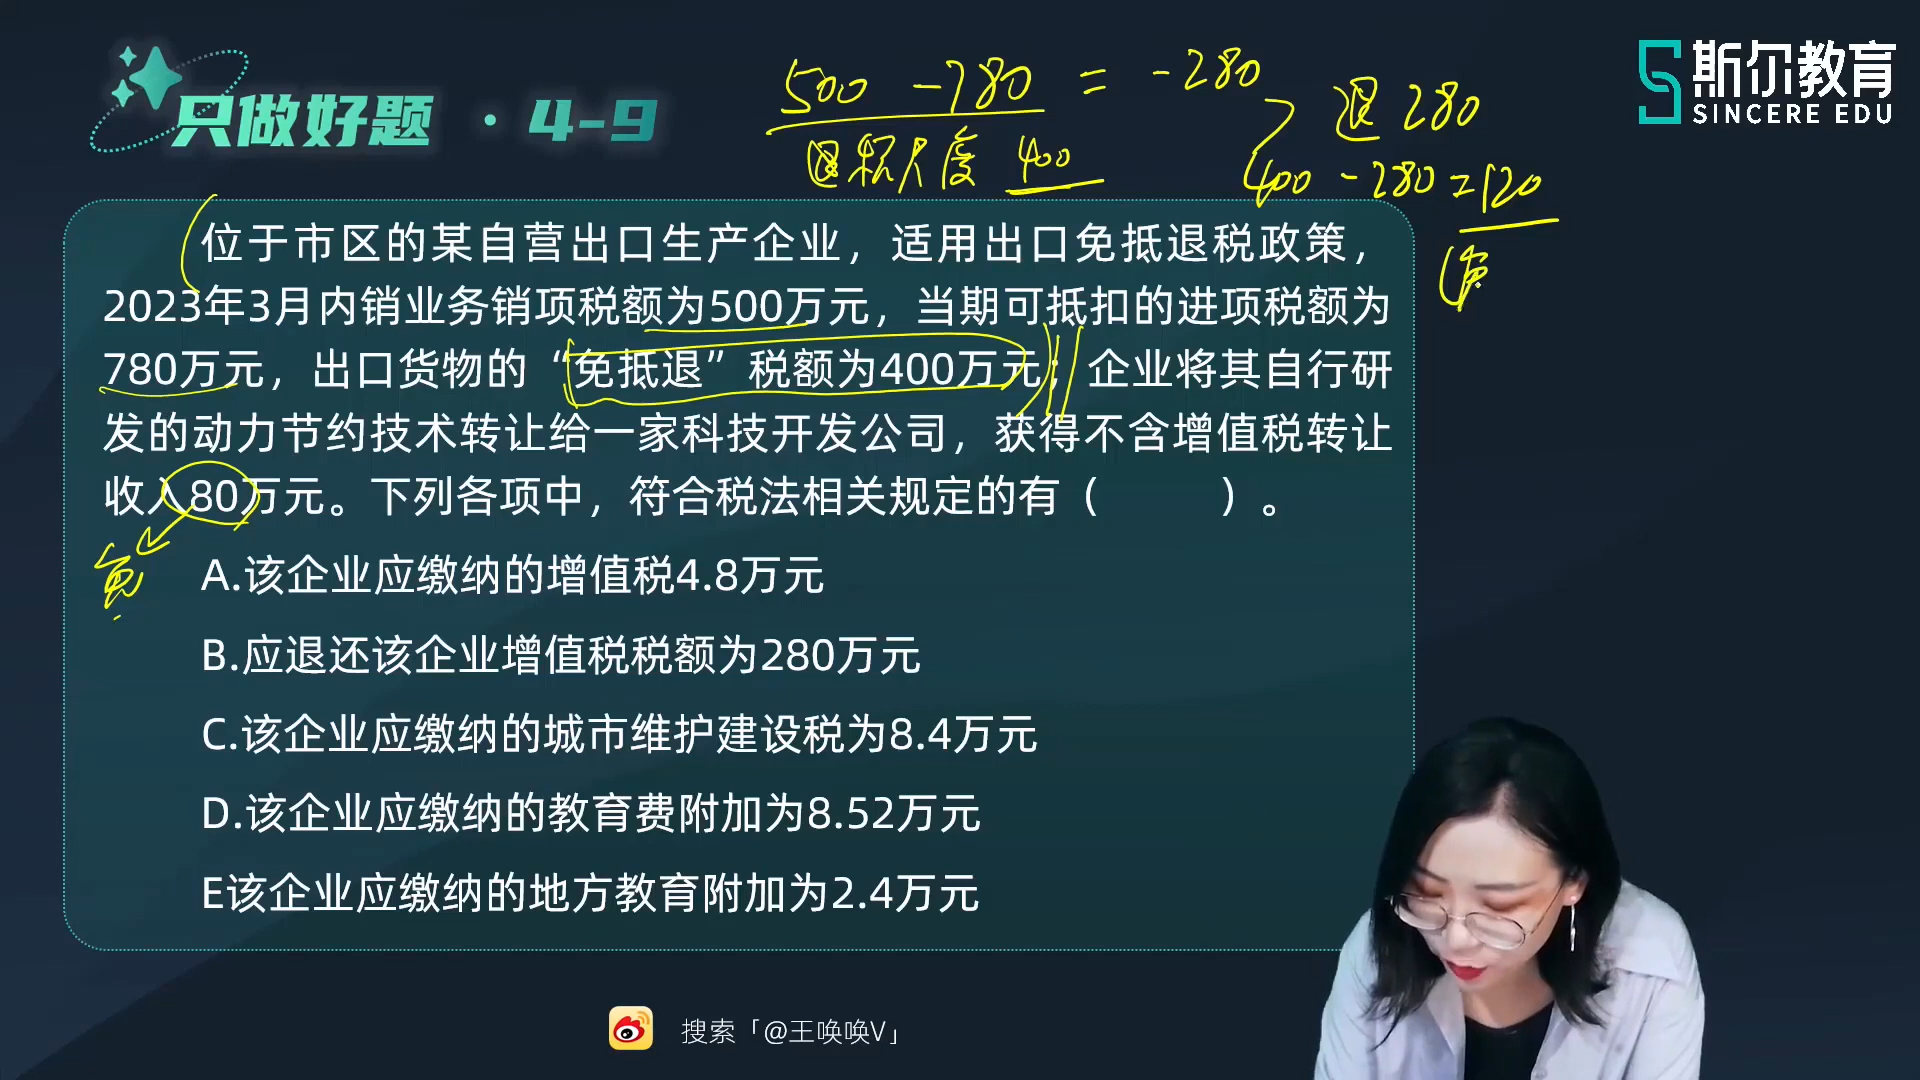 只做好题 · 4-9
500 -780 = -280
退 280
400
400 -280 =120
斯尔教育
SINCERE EDU
位于市区的某自营出口生产企业，适用出口免抵退税政策，
2023年3月内销业务销项税额为500万元，当期可抵扣的进项税额为
780万元，出口货物的“免抵退”税额为400万元；企业将其自行研
发的动力节约技术转让给一家科技开发公司，获得不含增值税转让
收入80万元。下列各项中，符合税法相关规定的有（ ）。
免
A.该企业应缴纳的增值税4.8万元
B.应退还该企业增值税税额为280万元
C.该企业应缴纳的城市维护建设税为8.4万元
D.该企业应缴纳的教育费附加为8.52万元
E该企业应缴纳的地方教育附加为2.4万元
搜索「@王唤唤V」